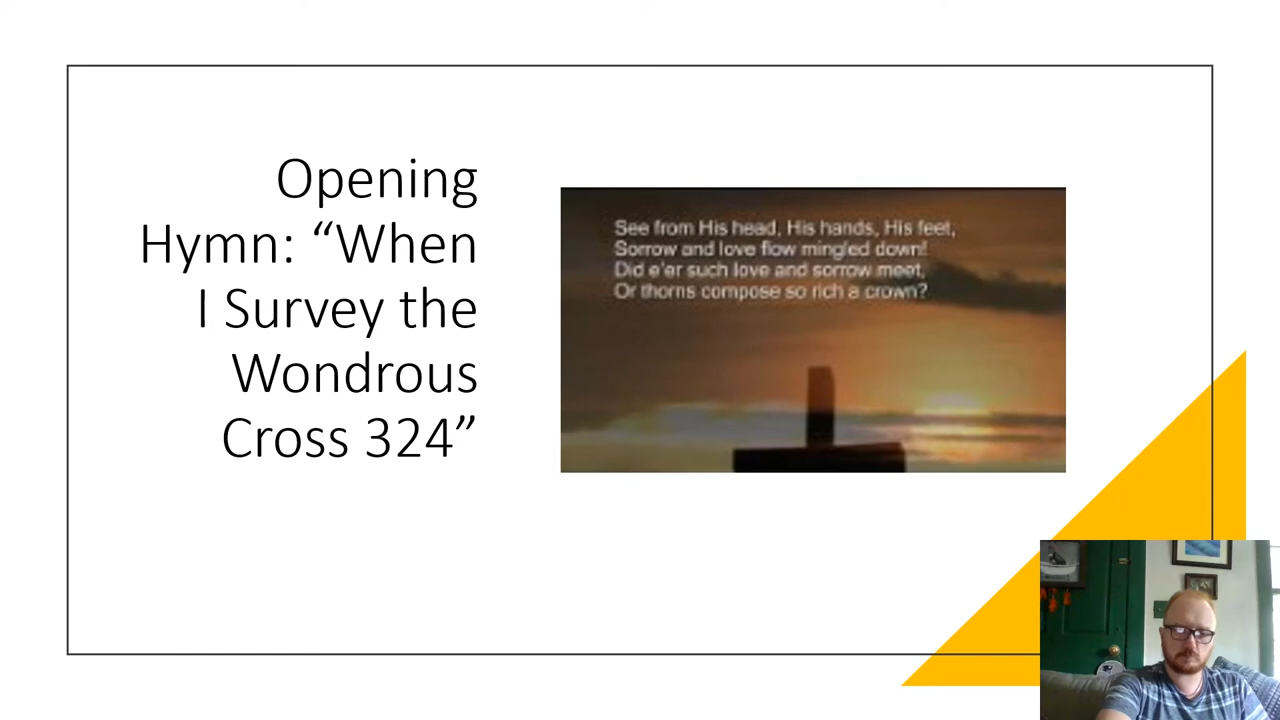 Opening
Hymn: “When
I Survey the
Wondrous
Cross 324”
See from His head, His hands, His feet,
Sorrow and love flow mingled down!
Did e'er such love and sorrow meet,
Or thorns compose so rich a crown?